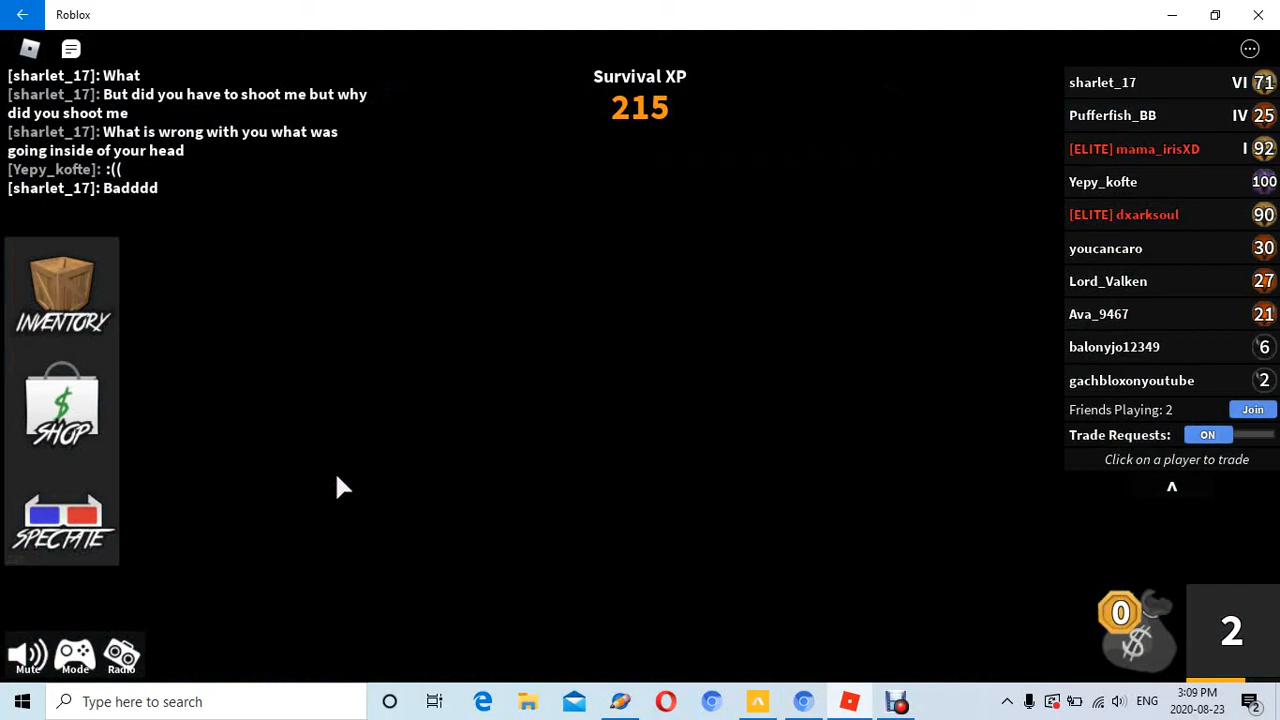 Roblox
[sharlet_17]: What
[sharlet_17]: But did you have to shoot me but why
did you shoot me
[sharlet_17]: What is wrong with you what was
going inside of your head
[Yepy_kofte]: :((
[sharlet_17]: Badddd
Survival XP
215
sharlet_17 VI 71
Pufferfish_BB IV 25
[ELITE] mama_irisXD I 92
Yepy_kofte 100
[ELITE] dxarksoul 90
youcancaro 30
Lord_Valken 27
Ava_9467 21
balonyjo12349 6
gachbloxonyoutube 2
Friends Playing: 2 Join
Trade Requests: ON
Click on a player to trade
INVENTORY
$
SHOP
SPECTATE
0
$
2
Mute Mode Radio
Type here to search
ENG
3:09 PM
2020-08-23
2